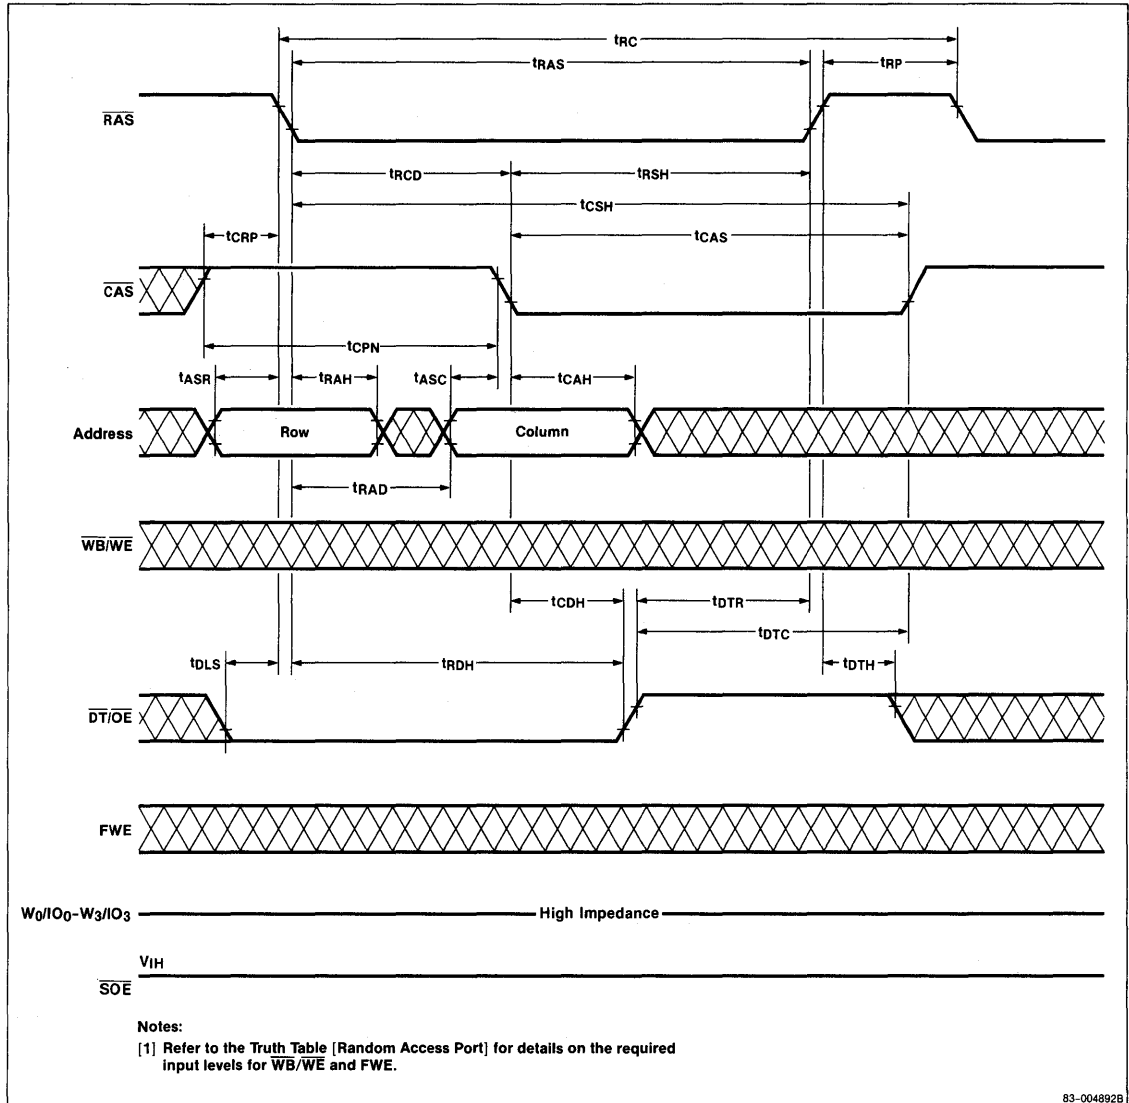 tRC
tRAS
tRP
RAS
tRCD
tRSH
tCSH
tCRP
tCAS
CAS
tCPN
tASR
tRAH
tASC
tCAH
Address
Row
Column
tRAD
WB/WE
tCDH
tDTR
tDTC
tDLS
tRDH
tDTH
DT/OE
FWE
W0/IO0-W3/IO3
High Impedance
VIH
SOE
Notes:
[1] Refer to the Truth Table [Random Access Port] for details on the required
input levels for WB/WE and FWE.
83-004892B